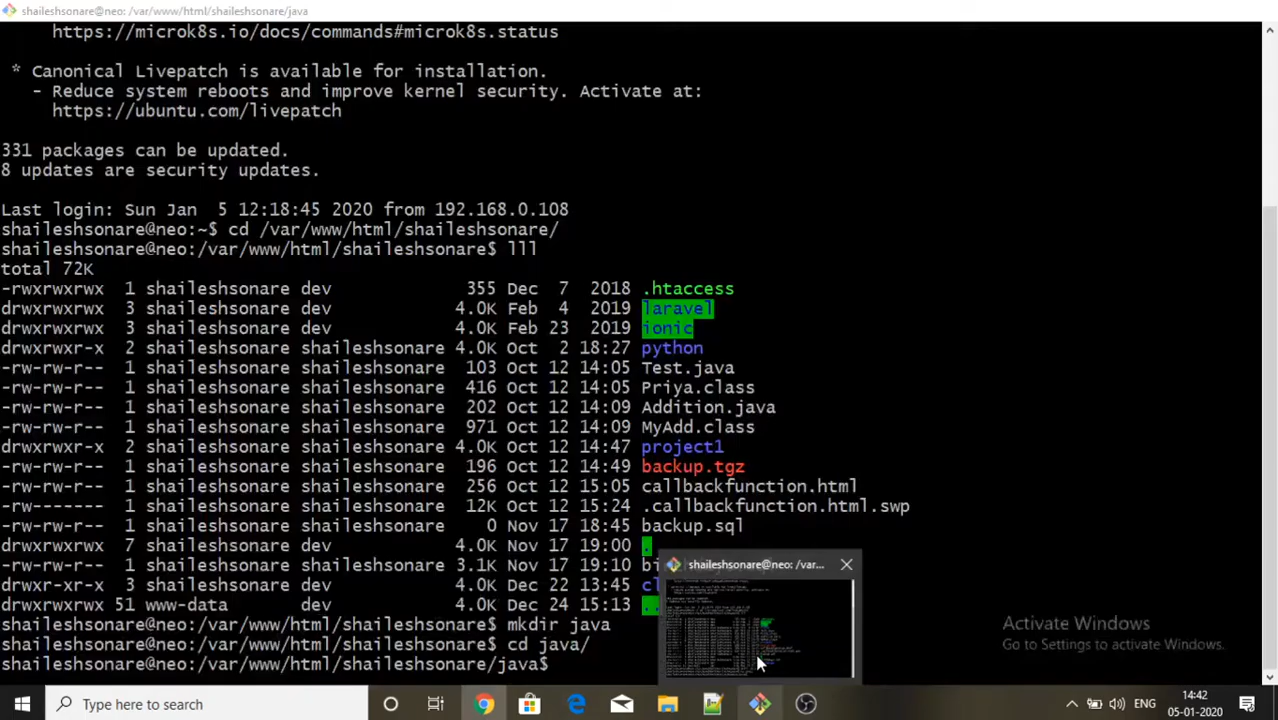 shaileshsonare@neo: /var/www/html/shaileshsonare/java
https://microk8s.io/docs/commands#microk8s.status
* Canonical Livepatch is available for installation.
- Reduce system reboots and improve kernel security. Activate at:
https://ubuntu.com/livepatch
331 packages can be updated.
8 updates are security updates.
Last login: Sun Jan  5 12:18:45 2020 from 192.168.0.108
shaileshsonare@neo:~$ cd /var/www/html/shaileshsonare/
shaileshsonare@neo:/var/www/html/shaileshsonare$ lll
total 72K
-rwxrwxrwx  1 shaileshsonare dev             355 Dec  7  2018 .htaccess
drwxrwxrwx  3 shaileshsonare dev            4.0K Feb  4  2019 laravel
drwxrwxrwx  3 shaileshsonare dev            4.0K Feb 23  2019 ionic
drwxrwxr-x  2 shaileshsonare shaileshsonare 4.0K Oct  2 18:27 python
-rw-rw-r--  1 shaileshsonare shaileshsonare  103 Oct 12 14:05 Test.java
-rw-rw-r--  1 shaileshsonare shaileshsonare  416 Oct 12 14:05 Priya.class
-rw-rw-r--  1 shaileshsonare shaileshsonare  202 Oct 12 14:09 Addition.java
-rw-rw-r--  1 shaileshsonare shaileshsonare  971 Oct 12 14:09 MyAdd.class
drwxrwxr-x  2 shaileshsonare shaileshsonare 4.0K Oct 12 14:47 project1
-rw-rw-r--  1 shaileshsonare shaileshsonare  196 Oct 12 14:49 backup.tgz
-rw-rw-r--  1 shaileshsonare shaileshsonare  256 Oct 12 15:05 callbackfunction.html
-rw-------  1 shaileshsonare shaileshsonare  12K Oct 12 15:24 .callbackfunction.html.swp
-rw-rw-r--  1 shaileshsonare shaileshsonare    0 Nov 17 18:45 backup.sql
drwxrwxrwx  7 shaileshsonare dev            4.0K Nov 17 19:00 .
-rw-rw-r--  1 shaileshsonare shaileshsonare 3.1K Nov 17 19:10 bi
drwxrwxr-x  3 shaileshsonare dev            4.0K Dec 22 13:45 cl
drwxrwxrwx 51 www-data       dev            4.0K Dec 24 15:13 ..
shaileshsonare@neo:/var/www/html/shaileshsonare$ mkdir java
shaileshsonare@neo:/var/www/html/shaileshsonare$ cd java/
shaileshsonare@neo:/var/www/html/shaileshsonare/java$
shaileshsonare@neo: /var...
Activate Windows
Go to Settings to activate Windows.
Type here to search
ENG
14:42
05-01-2020